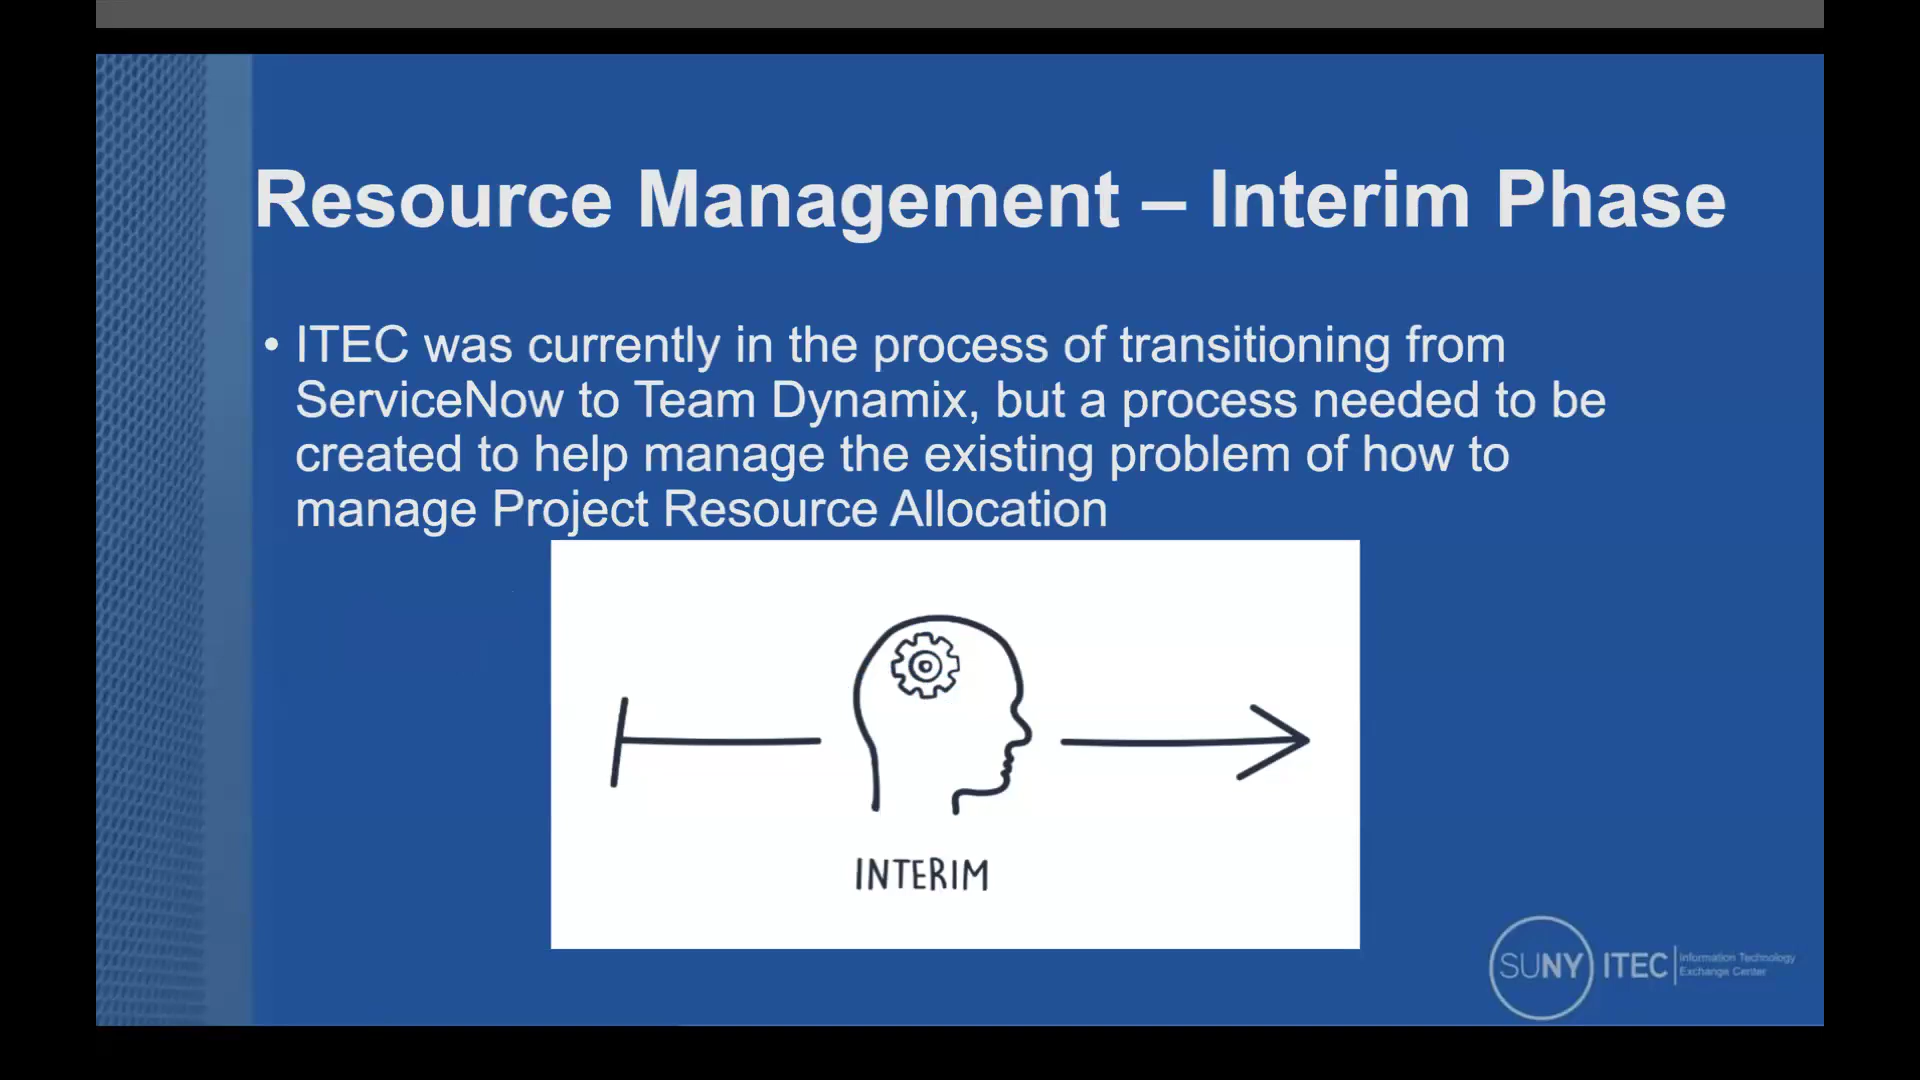 Resource Management – Interim Phase
• ITEC was currently in the process of transitioning from
ServiceNow to Team Dynamix, but a process needed to be
created to help manage the existing problem of how to
manage Project Resource Allocation
INTERIM
SUNY ITEC
Information Technology
Exchange Center